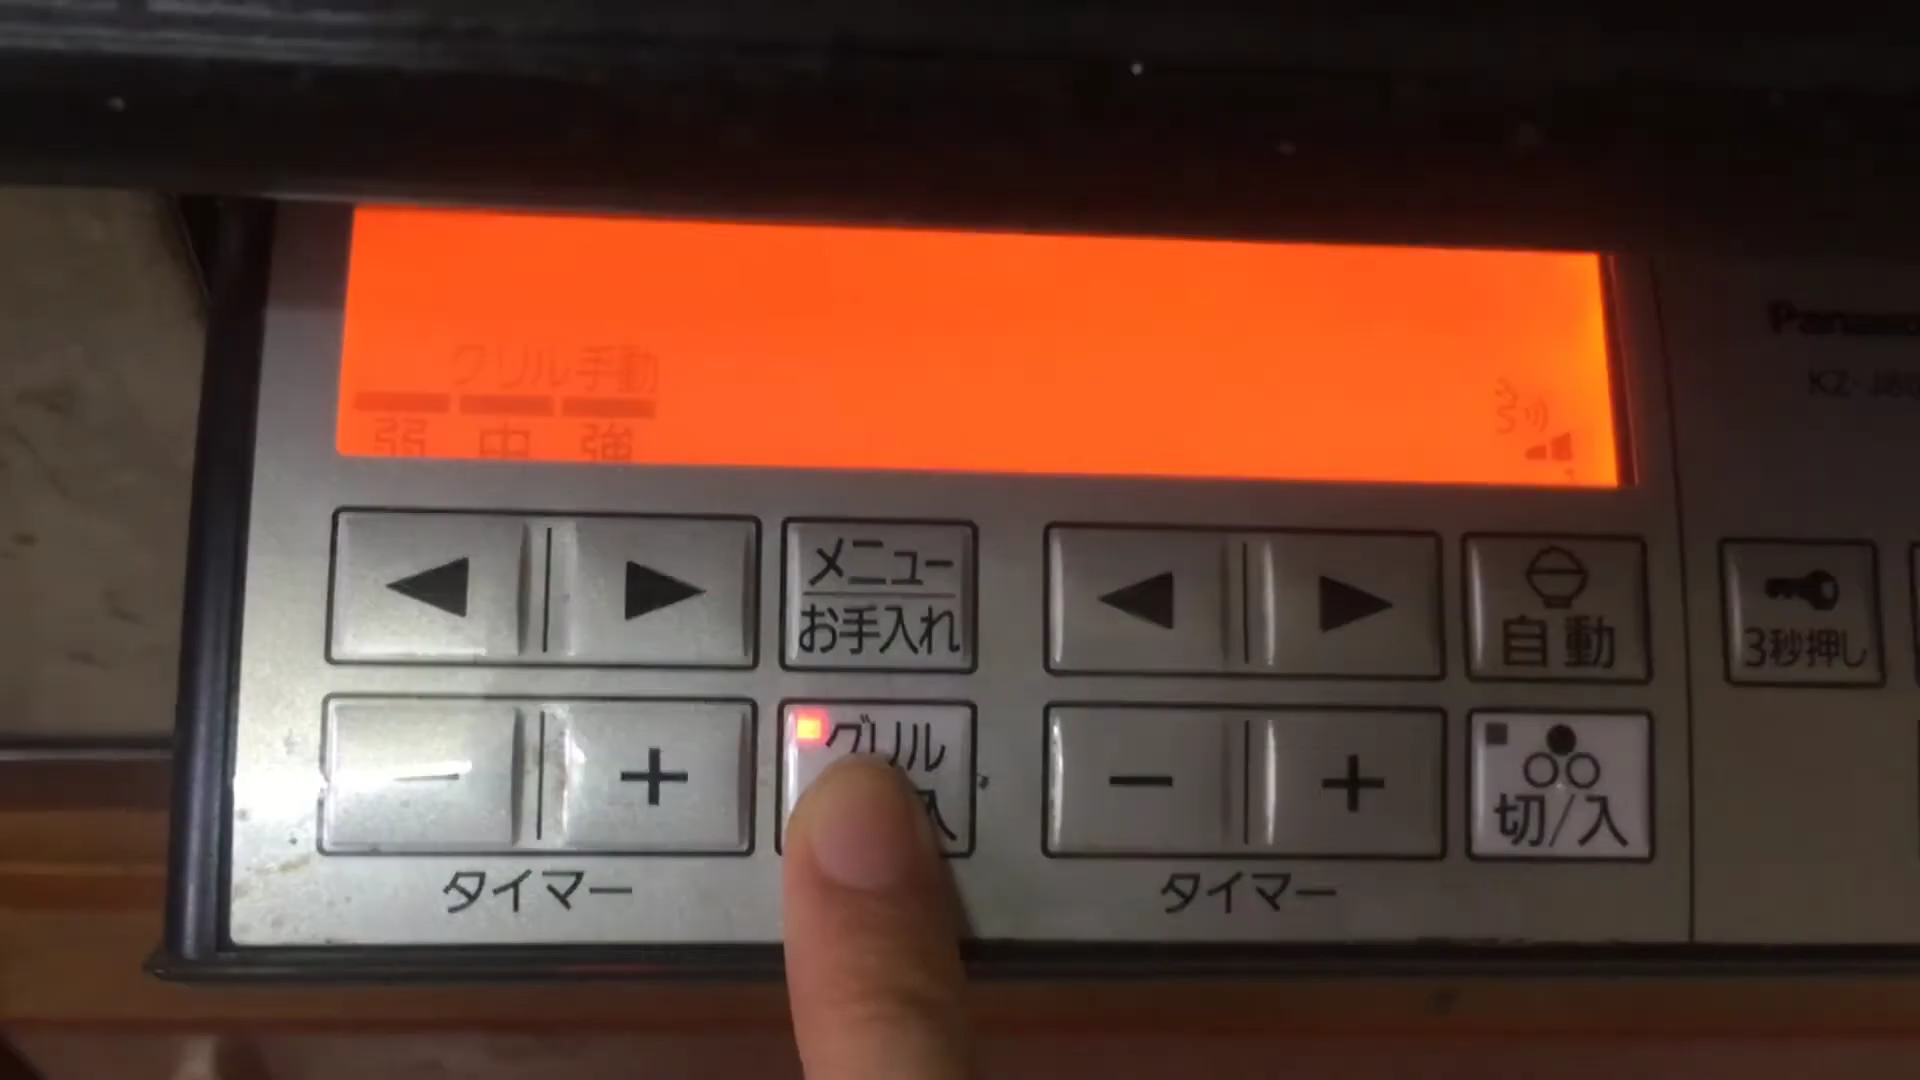 グリル手動
弱 中 強
メニュー
お手入れ
自動
3秒押し
グリル
入
切/入
タイマー
タイマー